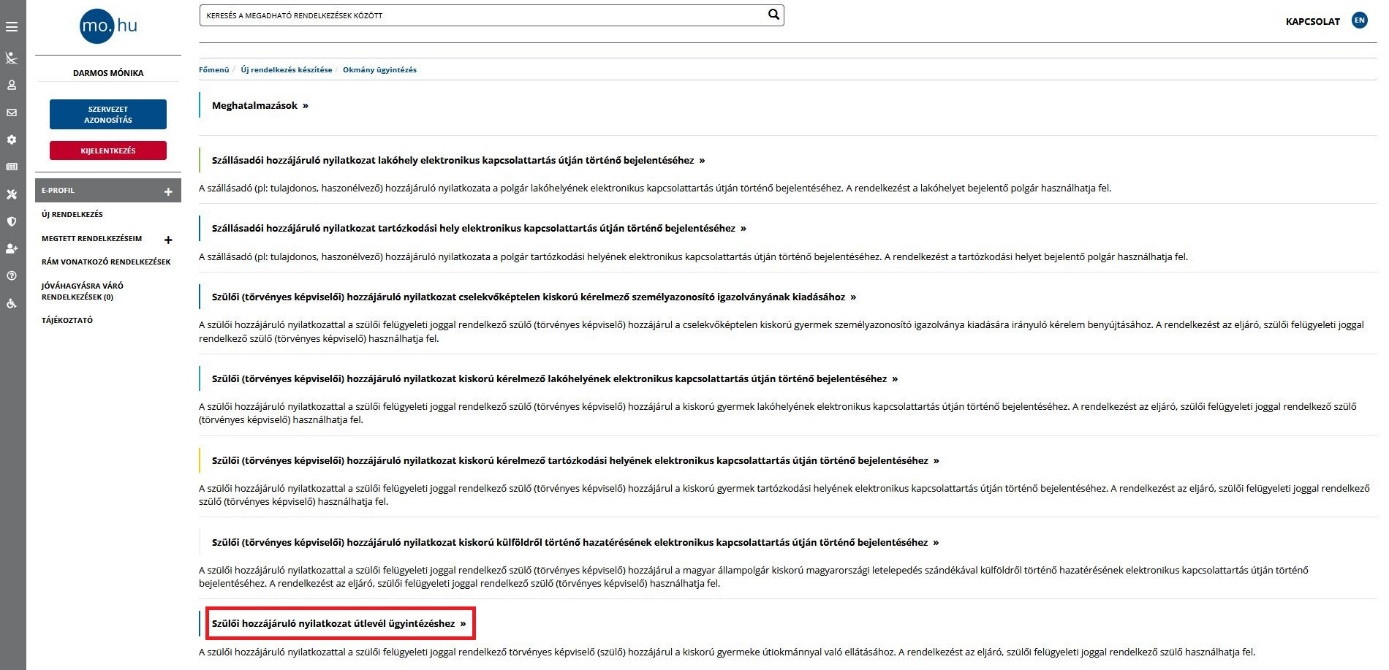 mo.hu
DARMOS MÓNIKA
SZERVEZET
AZONOSÍTÁS
KIJELENTKEZÉS
E-PROFIL +
ÚJ RENDELKEZÉS
MEGTETT RENDELKEZÉSEIM +
RÁM VONATKOZÓ RENDELKEZÉSEK
JÓVÁHAGYÁSRA VÁRÓ
RENDELKEZÉSEK (0)
TÁJÉKOZTATÓ
KERESÉS A MEGADHATÓ RENDELKEZÉSEK KÖZÖTT
KAPCSOLAT EN
Főmenü / Új rendelkezés készítése / Okmány ügyintézés
Meghatalmazások »
Szállásadói hozzájáruló nyilatkozat lakóhely elektronikus kapcsolattartás útján történő bejelentéséhez »
A szállásadó (pl: tulajdonos, haszonélvező) hozzájáruló nyilatkozata a polgár lakóhelyének elektronikus kapcsolattartás útján történő bejelentéséhez. A rendelkezést a lakóhelyet bejelentő polgár használhatja fel.
Szállásadói hozzájáruló nyilatkozat tartózkodási hely elektronikus kapcsolattartás útján történő bejelentéséhez »
A szállásadó (pl: tulajdonos, haszonélvező) hozzájáruló nyilatkozata a polgár tartózkodási helyének elektronikus kapcsolattartás útján történő bejelentéséhez. A rendelkezést a tartózkodási helyet bejelentő polgár használhatja fel.
Szülői (törvényes képviselői) hozzájáruló nyilatkozat cselekvőképtelen kiskorú kérelmező személyazonosító igazolványának kiadásához »
A szülői hozzájáruló nyilatkozattal a szülői felügyeleti joggal rendelkező szülő (törvényes képviselő) hozzájárul a cselekvőképtelen kiskorú gyermek személyazonosító igazolványa kiadására irányuló kérelem benyújtásához. A rendelkezést az eljáró, szülői felügyeleti joggal
rendelkező szülő (törvényes képviselő) használhatja fel.
Szülői (törvényes képviselői) hozzájáruló nyilatkozat kiskorú kérelmező lakóhelyének elektronikus kapcsolattartás útján történő bejelentéséhez »
A szülői hozzájáruló nyilatkozattal a szülői felügyeleti joggal rendelkező szülő (törvényes képviselő) hozzájárul a kiskorú gyermek lakóhelyének elektronikus kapcsolattartás útján történő bejelentéséhez. A rendelkezést az eljáró, szülői felügyeleti joggal rendelkező szülő
(törvényes képviselő) használhatja fel.
Szülői (törvényes képviselői) hozzájáruló nyilatkozat kiskorú kérelmező tartózkodási helyének elektronikus kapcsolattartás útján történő bejelentéséhez »
A szülői hozzájáruló nyilatkozattal a szülői felügyeleti joggal rendelkező szülő (törvényes képviselő) hozzájárul a kiskorú gyermek tartózkodási helyének elektronikus kapcsolattartás útján történő bejelentéséhez. A rendelkezést az eljáró, szülői felügyeleti joggal rendelkező
szülő (törvényes képviselő) használhatja fel.
Szülői (törvényes képviselői) hozzájáruló nyilatkozat kiskorú külföldről történő hazatérésének elektronikus kapcsolattartás útján történő bejelentéséhez »
A szülői hozzájáruló nyilatkozattal a szülői felügyeleti joggal rendelkező szülő (törvényes képviselő) hozzájárul a magyar állampolgár kiskorú magyarországi letelepedés szándékával külföldről történő hazatérésének elektronikus kapcsolattartás útján történő
bejelentéséhez. A rendelkezést az eljáró, szülői felügyeleti joggal rendelkező szülő (törvényes képviselő) használhatja fel.
Szülői hozzájáruló nyilatkozat útlevél ügyintézéshez »
A szülői hozzájáruló nyilatkozattal a szülői felügyeleti joggal rendelkező törvényes képviselő (szülő) hozzájárul a kiskorú gyermeke útiokmánnyal való ellátásához. A rendelkezést az eljáró, szülői felügyeleti joggal rendelkező szülő használhatja fel.